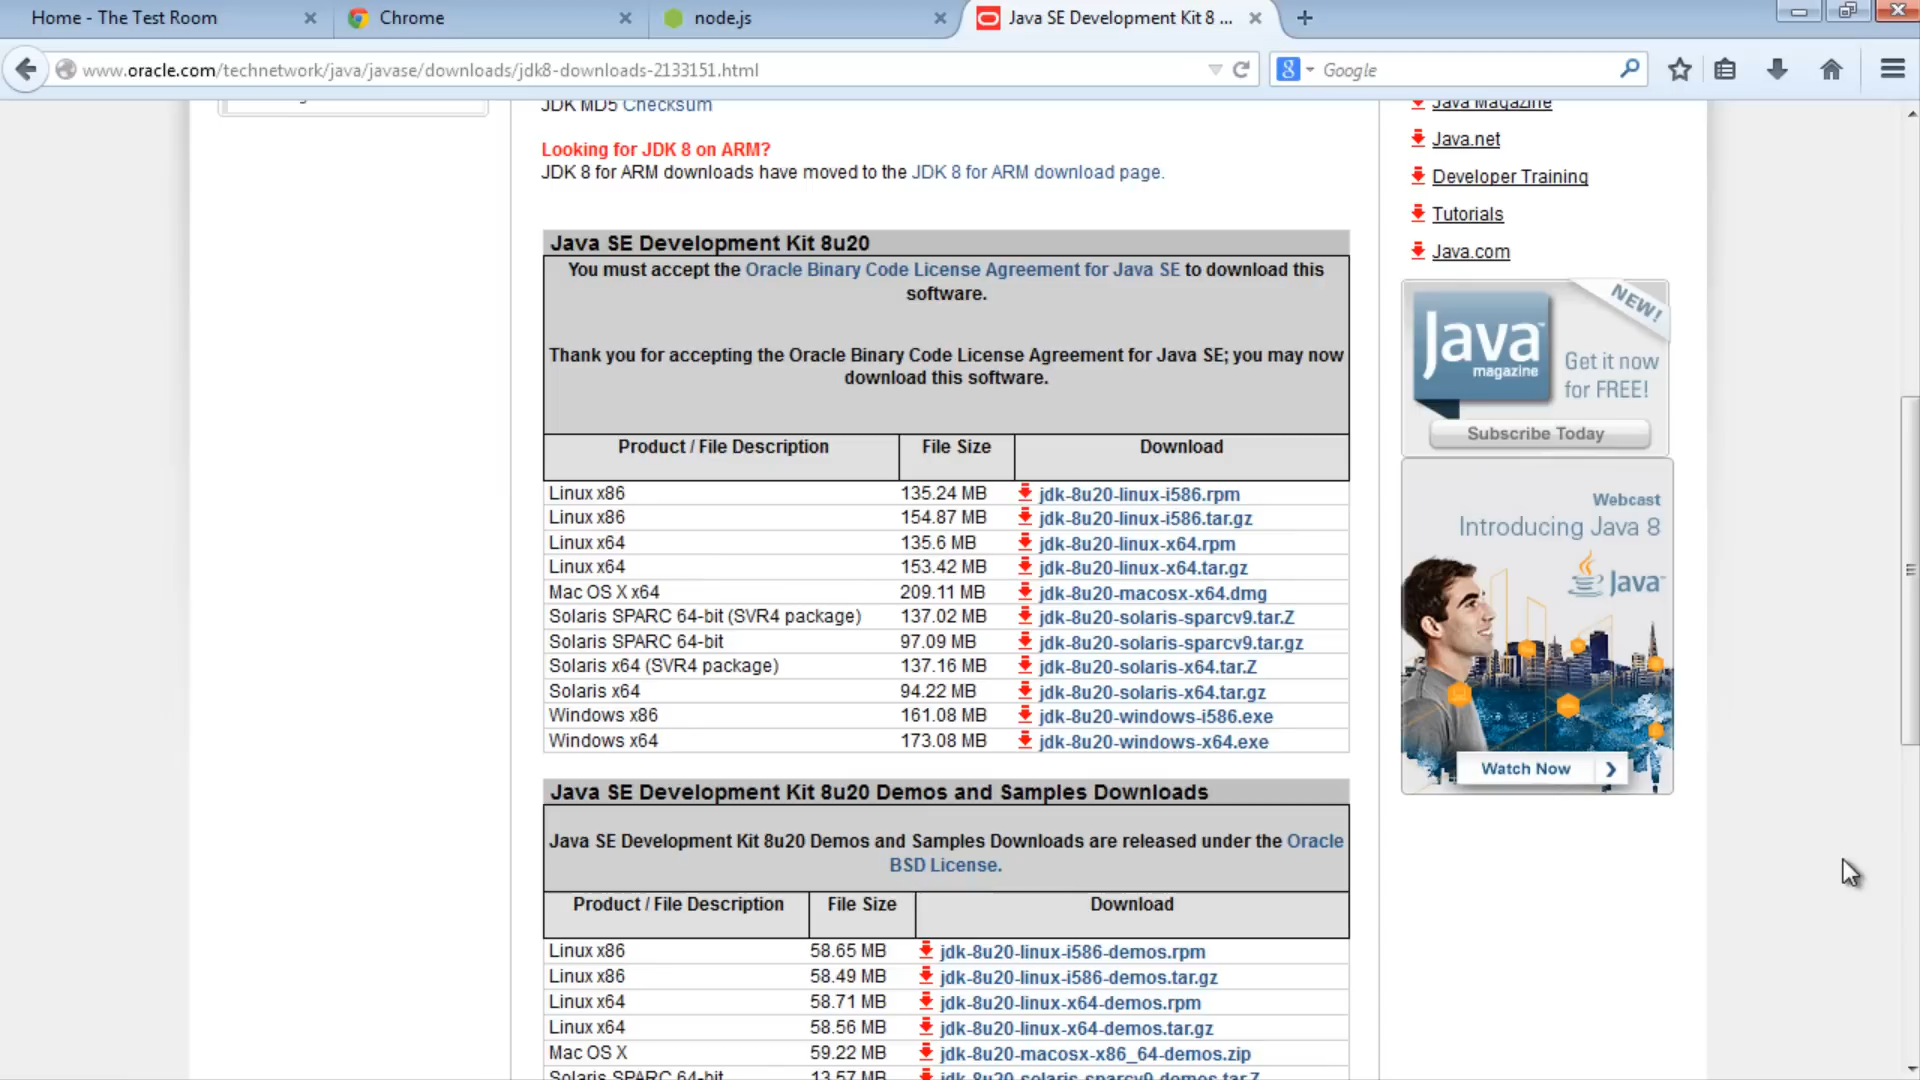 Home - The Test Room
Chrome
node.js
Java SE Development Kit 8 ...
www.oracle.com/technetwork/java/javase/downloads/jdk8-downloads-2133151.html
Google
JDK MD5 Checksum
Looking for JDK 8 on ARM?
JDK 8 for ARM downloads have moved to the JDK 8 for ARM download page.
Java SE Development Kit 8u20
You must accept the Oracle Binary Code License Agreement for Java SE to download this
software.
Thank you for accepting the Oracle Binary Code License Agreement for Java SE; you may now
download this software.
Product / File Description File Size Download
Linux x86 135.24 MB jdk-8u20-linux-i586.rpm
Linux x86 154.87 MB jdk-8u20-linux-i586.tar.gz
Linux x64 135.6 MB jdk-8u20-linux-x64.rpm
Linux x64 153.42 MB jdk-8u20-linux-x64.tar.gz
Mac OS X x64 209.11 MB jdk-8u20-macosx-x64.dmg
Solaris SPARC 64-bit (SVR4 package) 137.02 MB jdk-8u20-solaris-sparcv9.tar.Z
Solaris SPARC 64-bit 97.09 MB jdk-8u20-solaris-sparcv9.tar.gz
Solaris x64 (SVR4 package) 137.16 MB jdk-8u20-solaris-x64.tar.Z
Solaris x64 94.22 MB jdk-8u20-solaris-x64.tar.gz
Windows x86 161.08 MB jdk-8u20-windows-i586.exe
Windows x64 173.08 MB jdk-8u20-windows-x64.exe
Java SE Development Kit 8u20 Demos and Samples Downloads
Java SE Development Kit 8u20 Demos and Samples Downloads are released under the Oracle
BSD License.
Product / File Description File Size Download
Linux x86 58.65 MB jdk-8u20-linux-i586-demos.rpm
Linux x86 58.49 MB jdk-8u20-linux-i586-demos.tar.gz
Linux x64 58.71 MB jdk-8u20-linux-x64-demos.rpm
Linux x64 58.56 MB jdk-8u20-linux-x64-demos.tar.gz
Mac OS X 59.22 MB jdk-8u20-macosx-x86_64-demos.zip
Solaris SPARC 64-bit 13.57 MB jdk-8u20-solaris-sparcv9-demos.tar.Z
Java Magazine
Java.net
Developer Training
Tutorials
Java.com
NEW!
Java
magazine
Get it now
for FREE!
Subscribe Today
Webcast
Introducing Java 8
Java
Watch Now